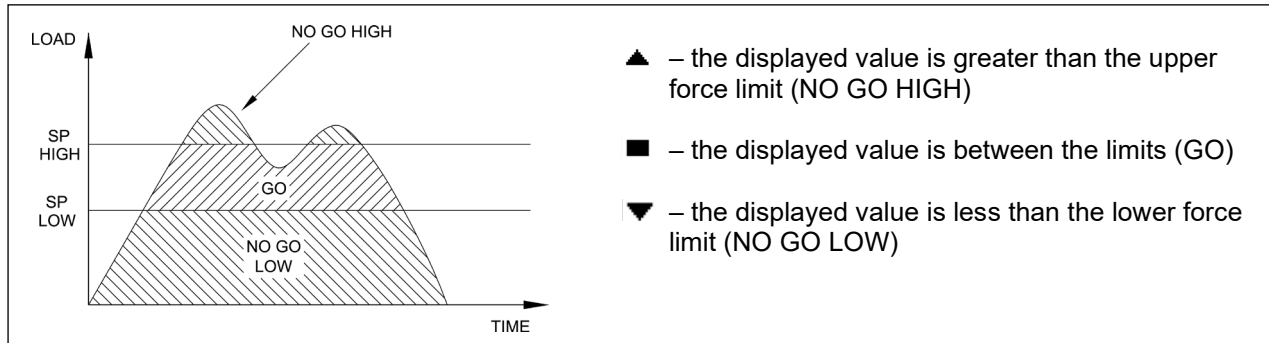 LOAD
NO GO HIGH
SP
HIGH
GO
SP
LOW
NO GO
LOW
TIME
▲ – the displayed value is greater than the upper
force limit (NO GO HIGH)
■ – the displayed value is between the limits (GO)
▼ – the displayed value is less than the lower force
limit (NO GO LOW)